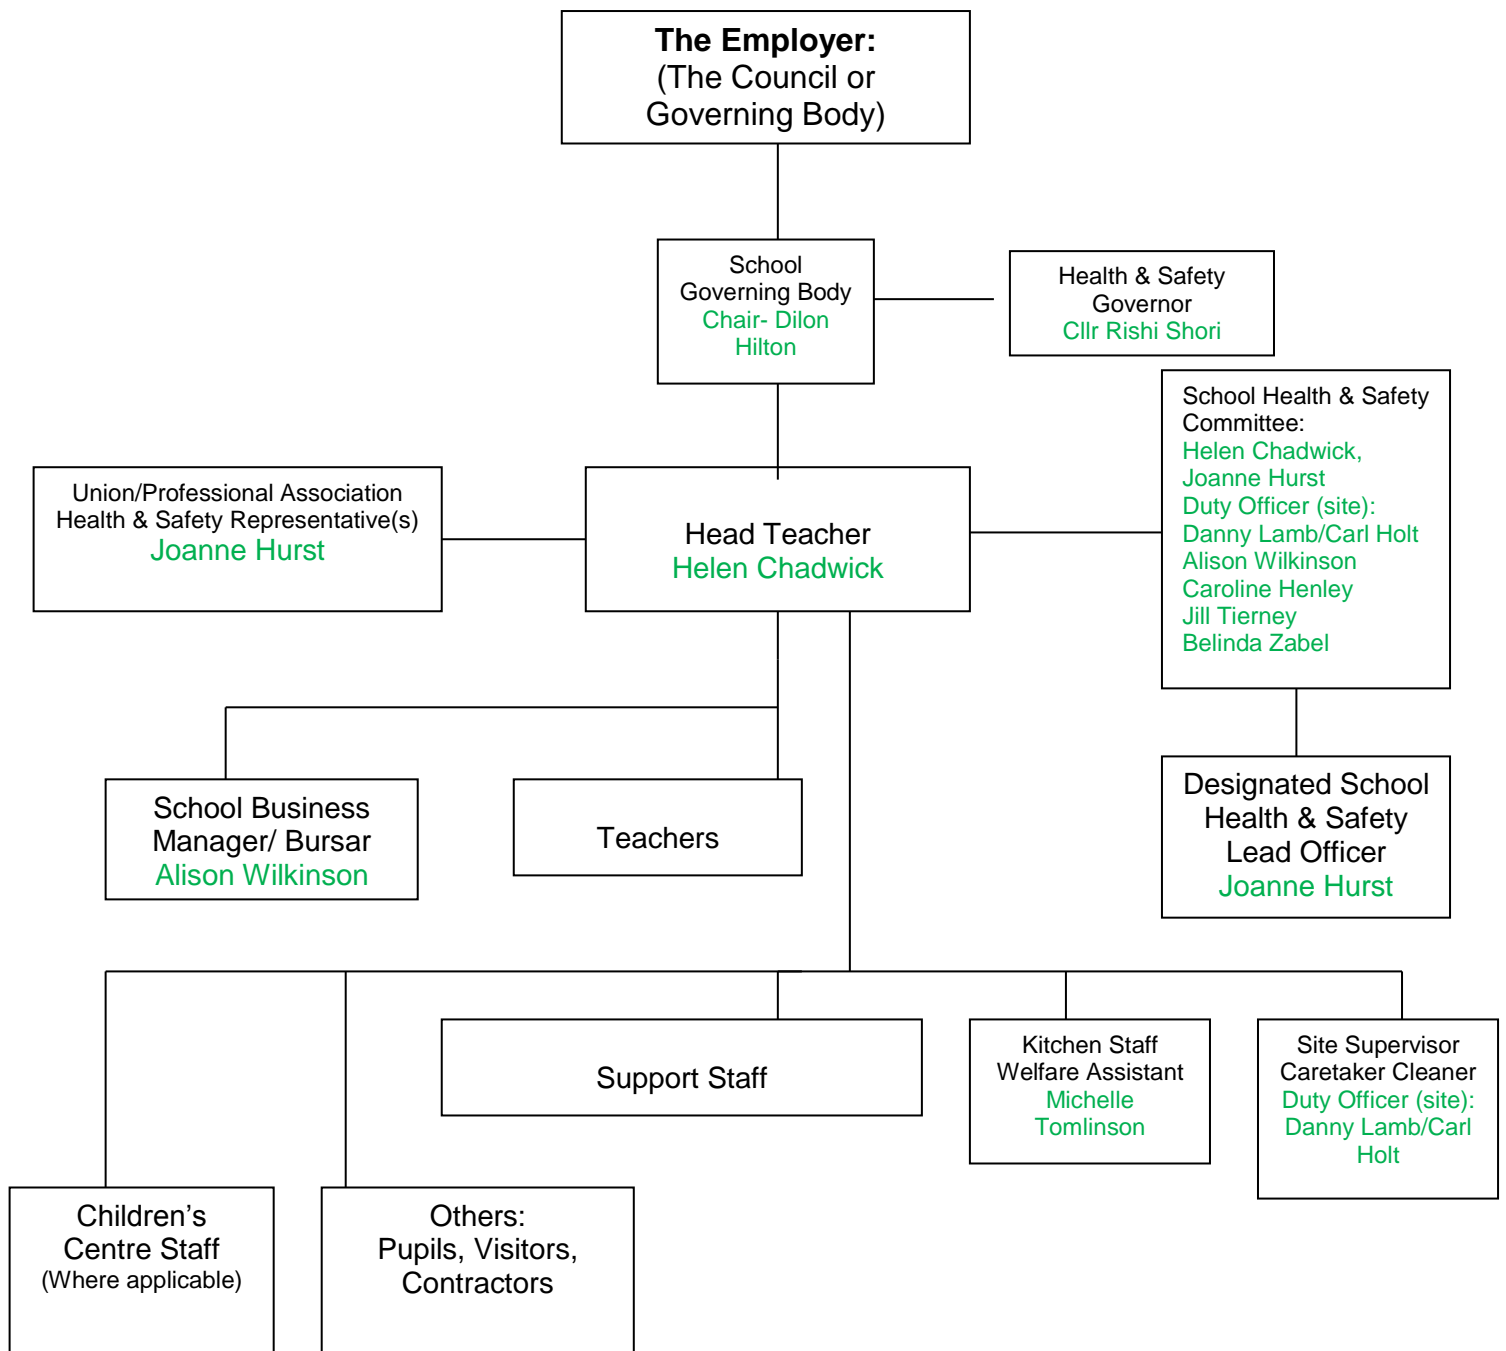 The Employer:
(The Council or
Governing Body)
School
Governing Body
Chair- Dilon
Hilton
Health & Safety
Governor
Cllr Rishi Shori
School Health & Safety
Committee:
Helen Chadwick,
Joanne Hurst
Duty Officer (site):
Danny Lamb/Carl Holt
Alison Wilkinson
Caroline Henley
Jill Tierney
Belinda Zabel
Union/Professional Association
Health & Safety Representative(s)
Joanne Hurst
Head Teacher
Helen Chadwick
School Business
Manager/ Bursar
Alison Wilkinson
Teachers
Designated School
Health & Safety
Lead Officer
Joanne Hurst
Support Staff
Kitchen Staff
Welfare Assistant
Michelle
Tomlinson
Site Supervisor
Caretaker Cleaner
Duty Officer (site):
Danny Lamb/Carl
Holt
Children’s
Centre Staff
(Where applicable)
Others:
Pupils, Visitors,
Contractors